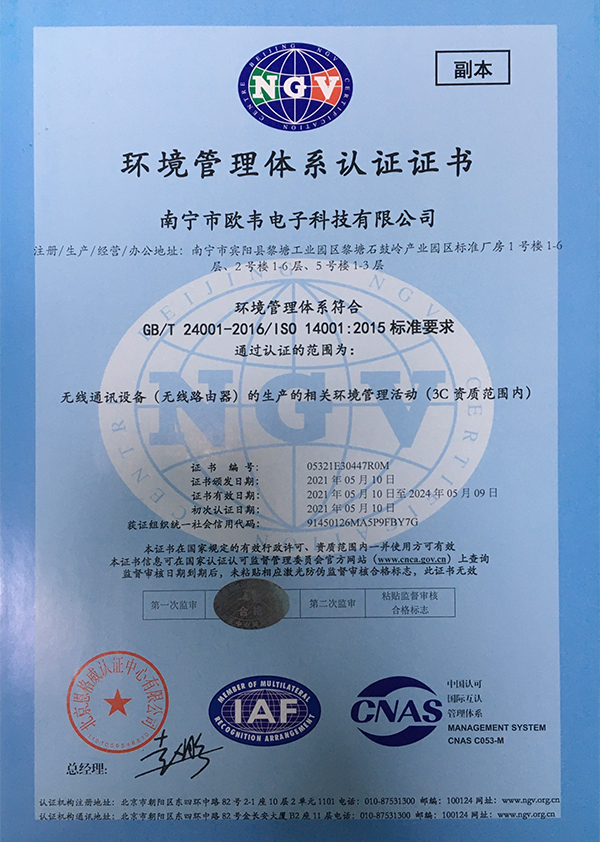 BEIJING NGV
NGV
CENTRE CERTIFICATION
副本
环境管理体系认证证书
南宁市欧韦电子科技有限公司
注册/生产/经营/办公地址：南宁市宾阳县黎塘工业园区黎塘石鼓岭产业园区标准厂房1号楼1-6
层、2号楼1-6层、5号楼1-3层
环境管理体系符合
GB/T 24001-2016/ISO 14001:2015 标准要求
通过认证的范围为：
无线通讯设备（无线路由器）的生产的相关环境管理活动（3C资质范围内）
证书 编号： 05321E30447R0M
证书颁发日期： 2021年05月10日
证书有效日期： 2021年05月10日至2024年05月09日
初次认证日期： 2021年05月10日
获证组织统一社会信用代码： 91450126MA5P9FBY7G
本证书在国家规定的有效行政许可、资质范围内一并使用方可有效
本证书信息可在国家认证认可监督管理委员会官方网站（www.cnca.gov.cn）上查询
监督审核日期到期后，未粘贴相应激光防伪监督审核合格标志，此证书无效
第一次监审 合格 第二次监审 粘贴监督审核
合格标志
北京恩格威认证中心有限公司
MEMBER OF MULTILATERAL
IAF
RECOGNITION ARRANGEMENT
CNAS
中国认可
国际互认
管理体系
MANAGEMENT SYSTEM
CNAS C053-M
总经理：
认证机构注册地址：北京市朝阳区东四环中路82号2-1座10层2单元1101 电话：010-87531300 邮编：100124 网址：www.ngv.org.cn
认证机构通讯地址：北京市朝阳区东四环中路82号金长安大厦B2座11层 电话：010-87531300 邮编：100124 网址：www.ngv.org.cn